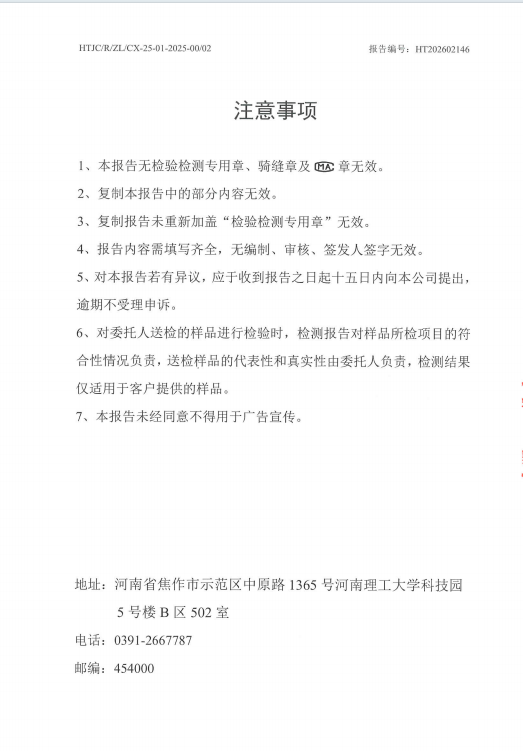 HTJC/R/ZL/CX-25-01-2025-00/02 报告编号：HT202602146
注意事项
1、本报告无检验检测专用章、骑缝章及 MA 章无效。
2、复制本报告中的部分内容无效。
3、复制报告未重新加盖“检验检测专用章”无效。
4、报告内容需填写齐全，无编制、审核、签发人签字无效。
5、对本报告若有异议，应于收到报告之日起十五日内向本公司提出，
逾期不受理申诉。
6、对委托人送检的样品进行检验时，检测报告对样品所检项目的符
合性情况负责，送检样品的代表性和真实性由委托人负责，检测结果
仅适用于客户提供的样品。
7、本报告未经同意不得用于广告宣传。
地址：河南省焦作市示范区中原路 1365 号河南理工大学科技园
5 号楼 B 区 502 室
电话：0391-2667787
邮编：454000